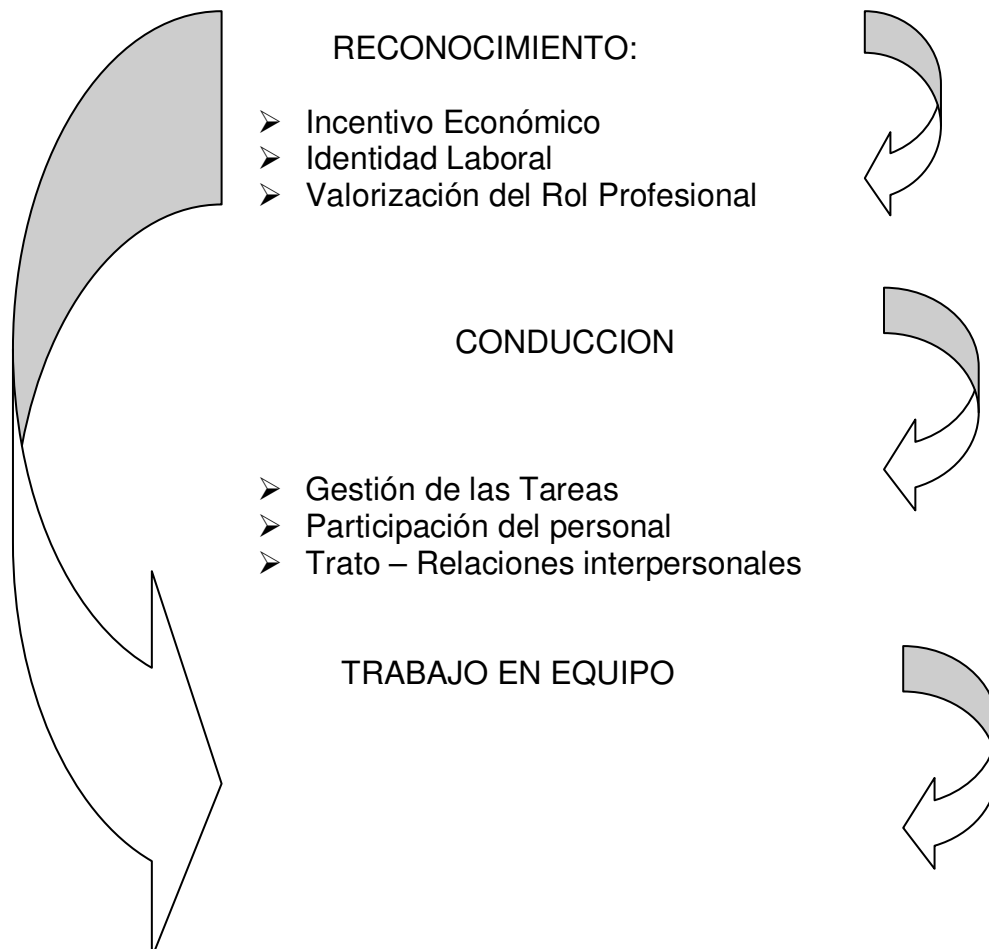 RECONOCIMIENTO:
➢ Incentivo Económico
➢ Identidad Laboral
➢ Valorización del Rol Profesional
CONDUCCION
➢ Gestión de las Tareas
➢ Participación del personal
➢ Trato – Relaciones interpersonales
TRABAJO EN EQUIPO